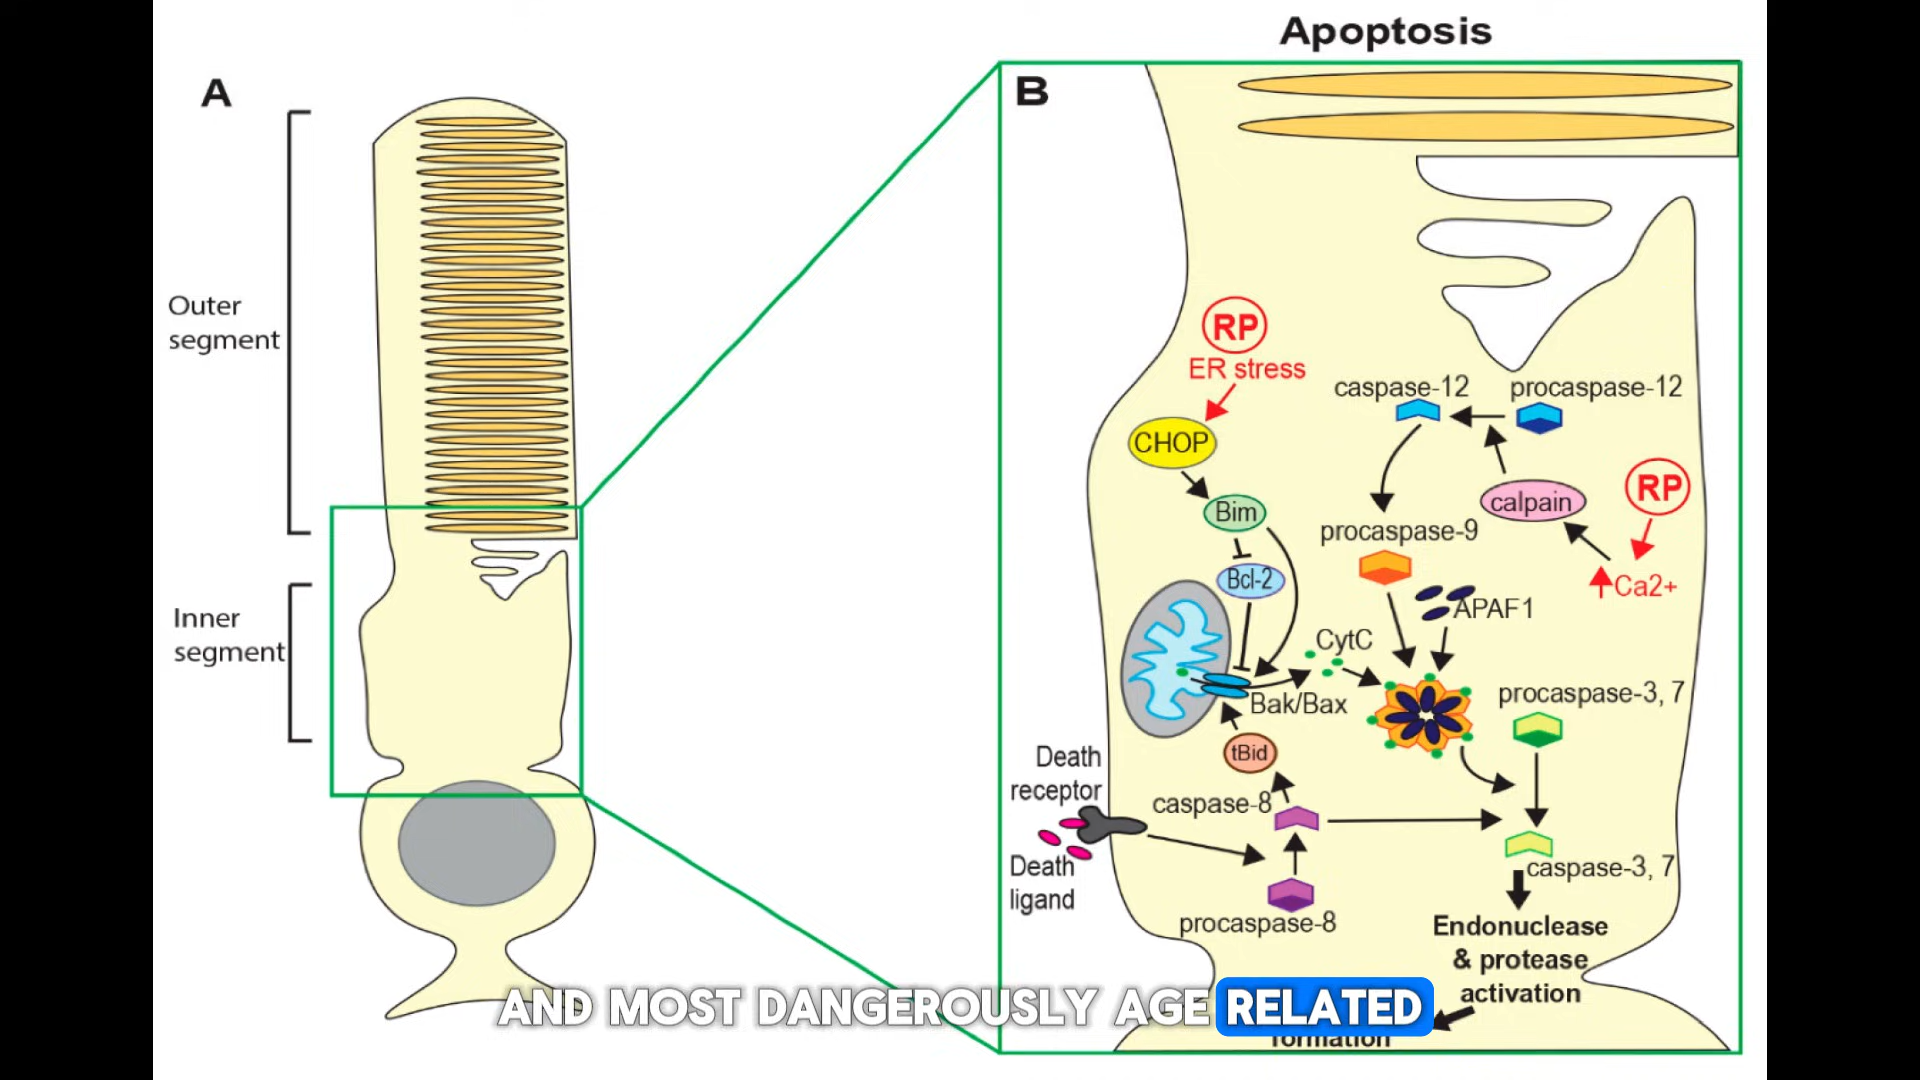 Apoptosis
A
B
Outer
segment
Inner
segment
RP
ER stress
CHOP
Bim
Bcl-2
caspase-12
procaspase-12
calpain
RP
Ca2+
procaspase-9
APAF1
CytC
Bak/Bax
procaspase-3, 7
tBid
Death
receptor
caspase-8
Death
ligand
procaspase-8
caspase-3, 7
Endonuclease
& protease
activation
AND MOST DANGEROUSLY AGE RELATED
formation